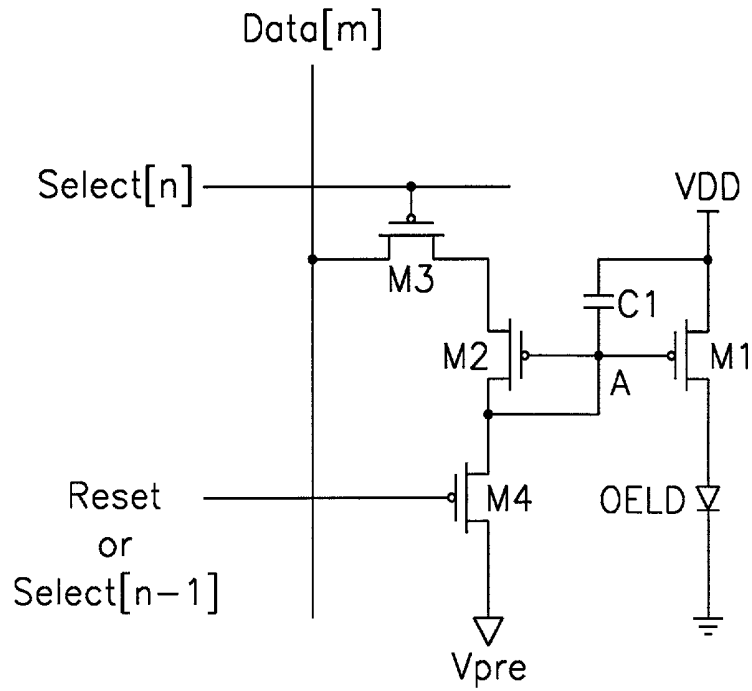 Data[m]
Select[n]
VDD
M3
C1
M2
M1
A
Reset
or
Select[n-1]
M4
OELD
Vpre